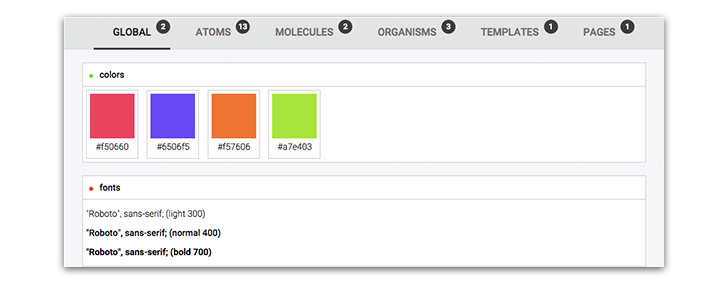 GLOBAL 2 ATOMS 13 MOLECULES 2 ORGANISMS 3 TEMPLATES 1 PAGES 1
colors
#f50660 #6506f5 #f57606 #a7e403
fonts
"Roboto", sans-serif; (light 300)
"Roboto", sans-serif; (normal 400)
"Roboto", sans-serif; (bold 700)